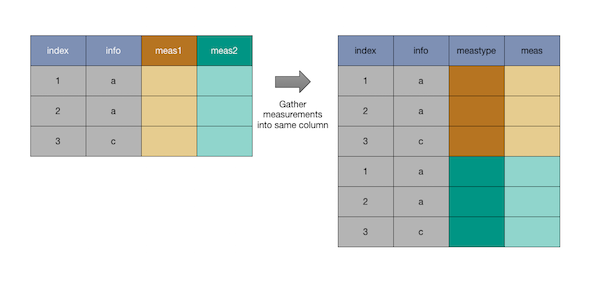 index info meas1 meas2
1 a
2 a
3 c
Gather
measurements
into same column
index info meastype meas
1 a
2 a
3 c
1 a
2 a
3 c